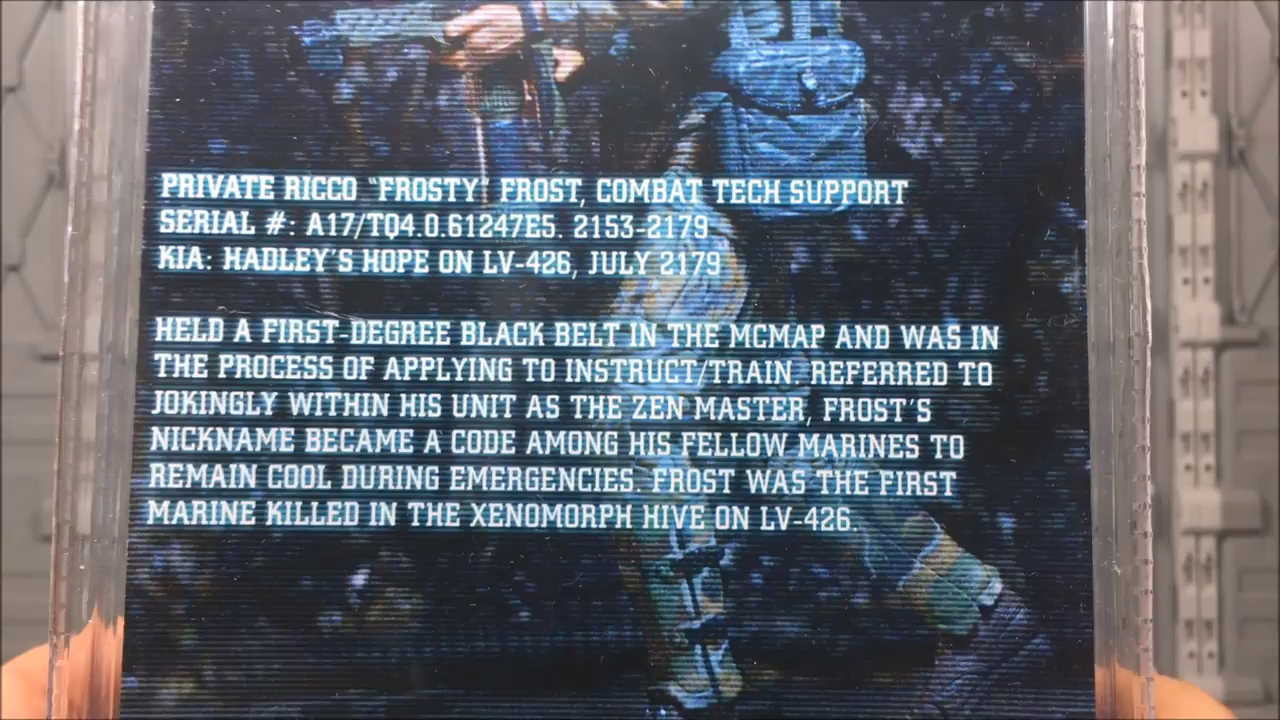 PRIVATE RICCO "FROSTY" FROST, COMBAT TECH SUPPORT
SERIAL #: A17/TQ4.0.61247E5. 2153-2179
KIA: HADLEY'S HOPE ON LV-426, JULY 2179
HELD A FIRST-DEGREE BLACK BELT IN THE MCMAP AND WAS IN
THE PROCESS OF APPLYING TO INSTRUCT/TRAIN. REFERRED TO
JOKINGLY WITHIN HIS UNIT AS THE ZEN MASTER, FROST'S
NICKNAME BECAME A CODE AMONG HIS FELLOW MARINES TO
REMAIN COOL DURING EMERGENCIES. FROST WAS THE FIRST
MARINE KILLED IN THE XENOMORPH HIVE ON LV-426.